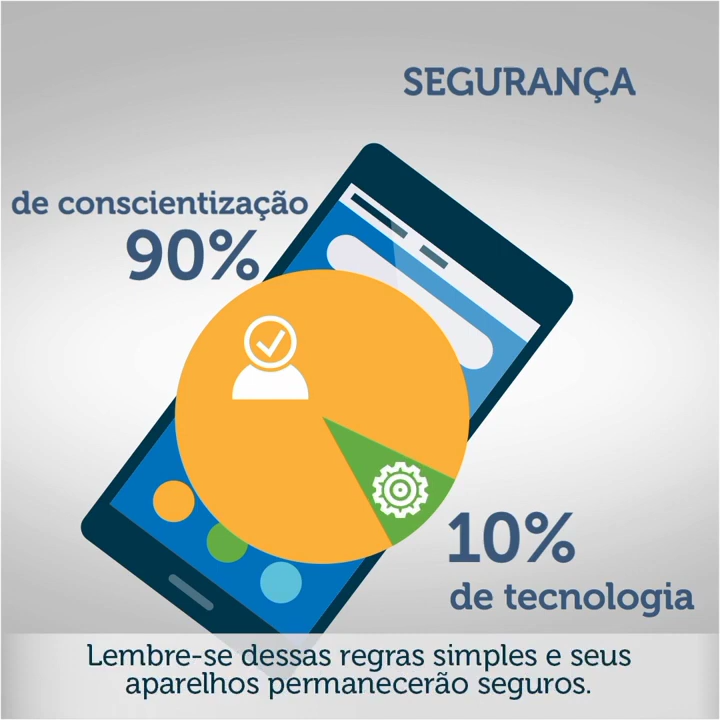 SEGURANÇA
de conscientização
90%
10%
de tecnologia
Lembre-se dessas regras simples e seus
aparelhos permanecerão seguros.